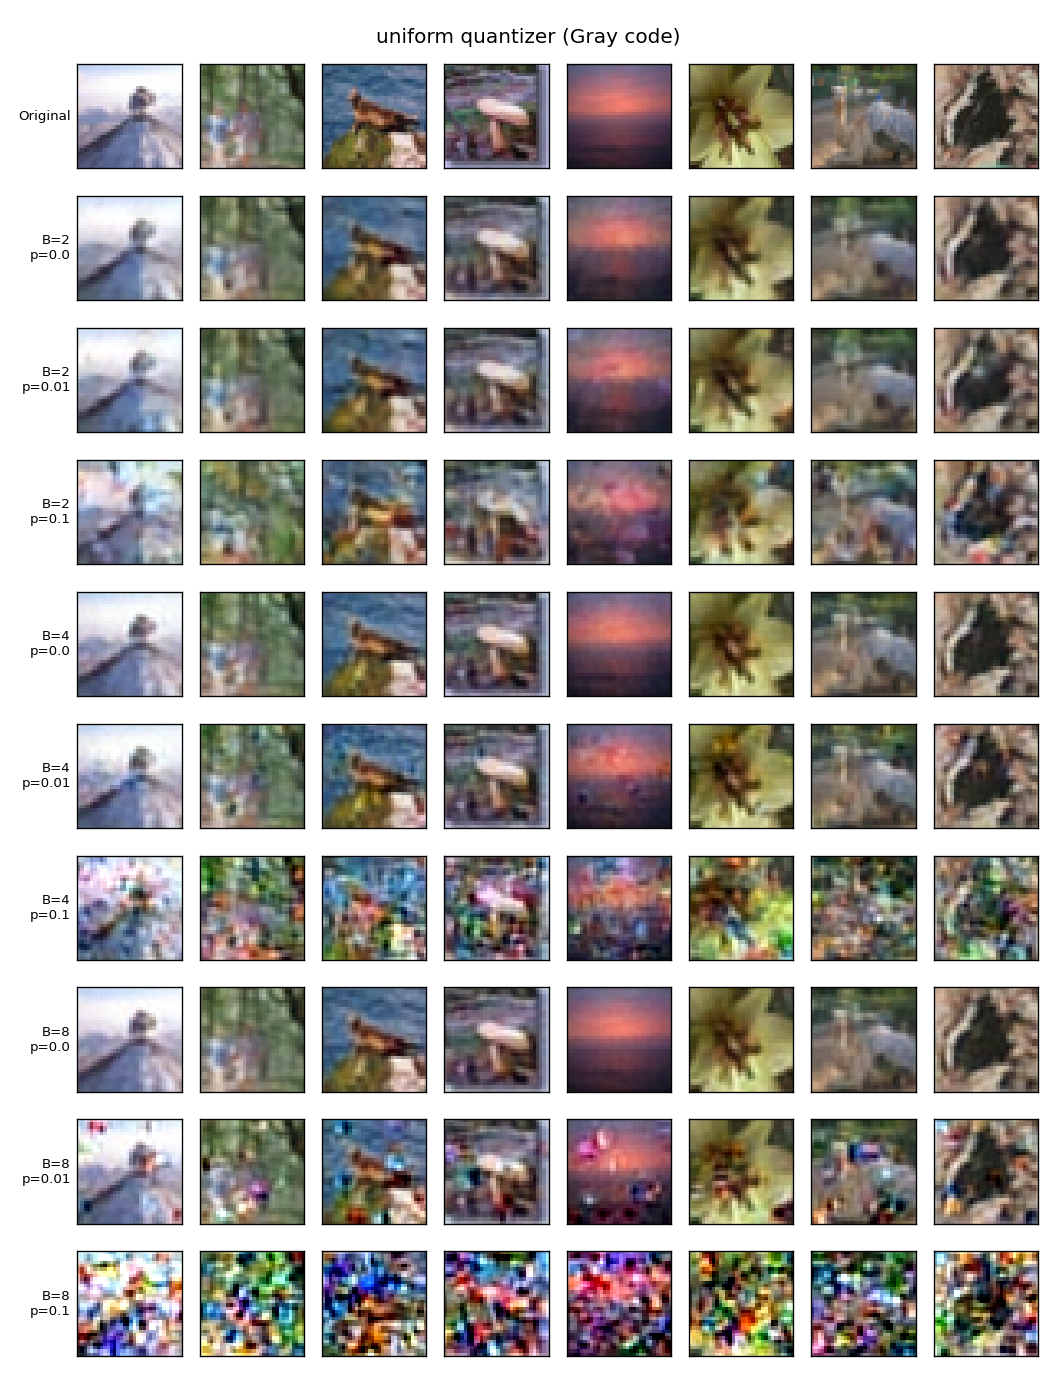 uniform quantizer (Gray code)
Original
B=2
p=0.0
B=2
p=0.01
B=2
p=0.1
B=4
p=0.0
B=4
p=0.01
B=4
p=0.1
B=8
p=0.0
B=8
p=0.01
B=8
p=0.1